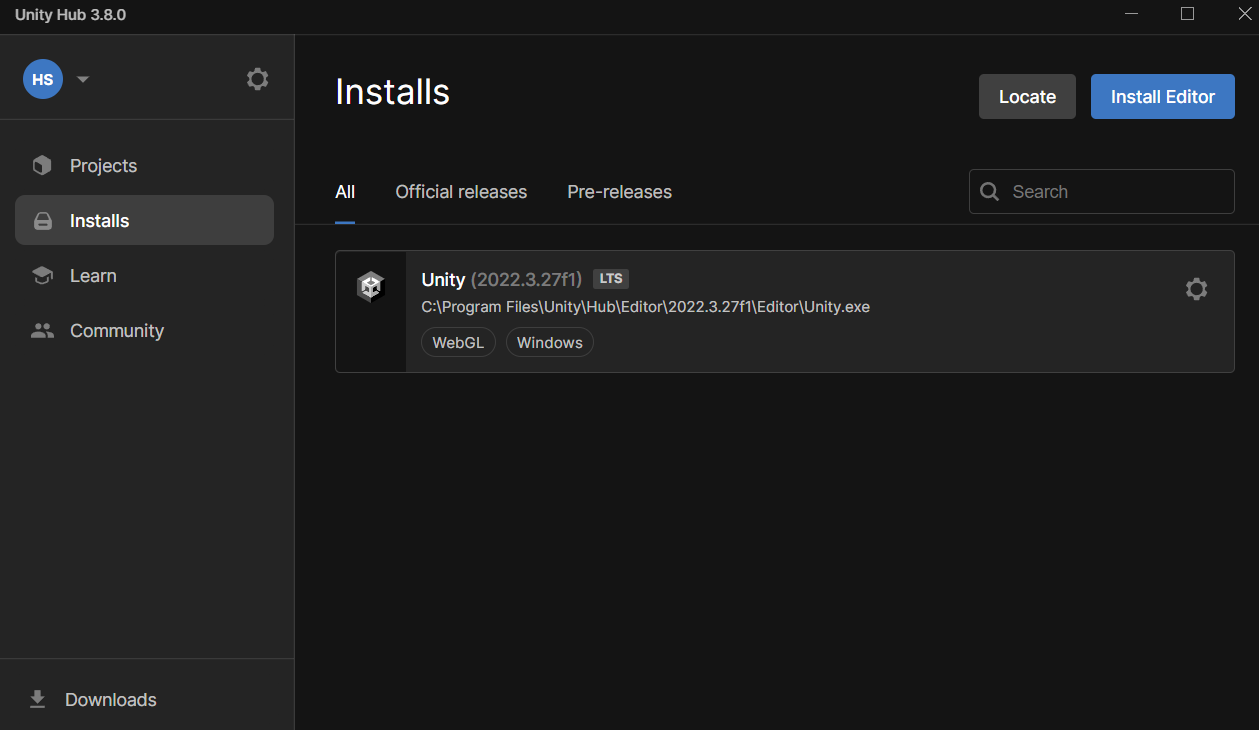 Unity Hub 3.8.0
HS
Projects
Installs
Learn
Community
Downloads
Installs
Locate
Install Editor
All
Official releases
Pre-releases
Search
Unity (2022.3.27f1) LTS
C:\Program Files\Unity\Hub\Editor\2022.3.27f1\Editor\Unity.exe
WebGL
Windows